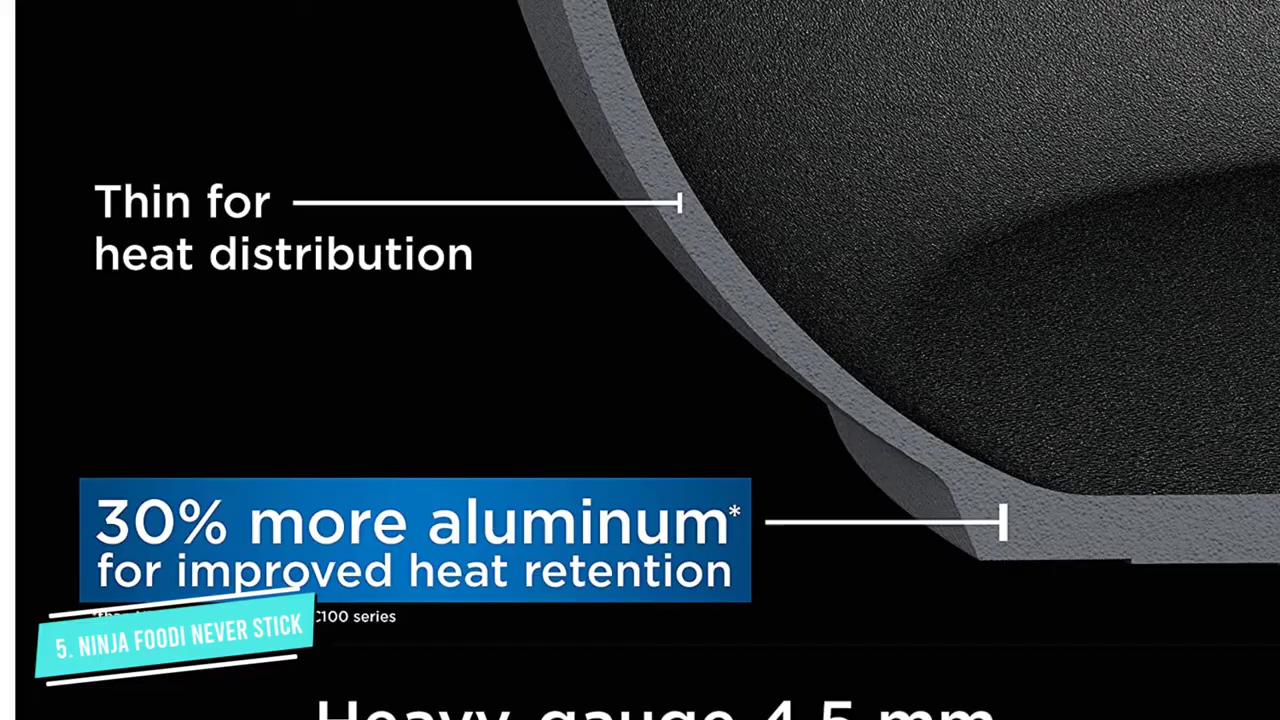 Thin for
heat distribution
30% more aluminum*
for improved heat retention
C100 series
5. NINJA FOODI NEVER STICK
Heavy-gauge 4.5 mm